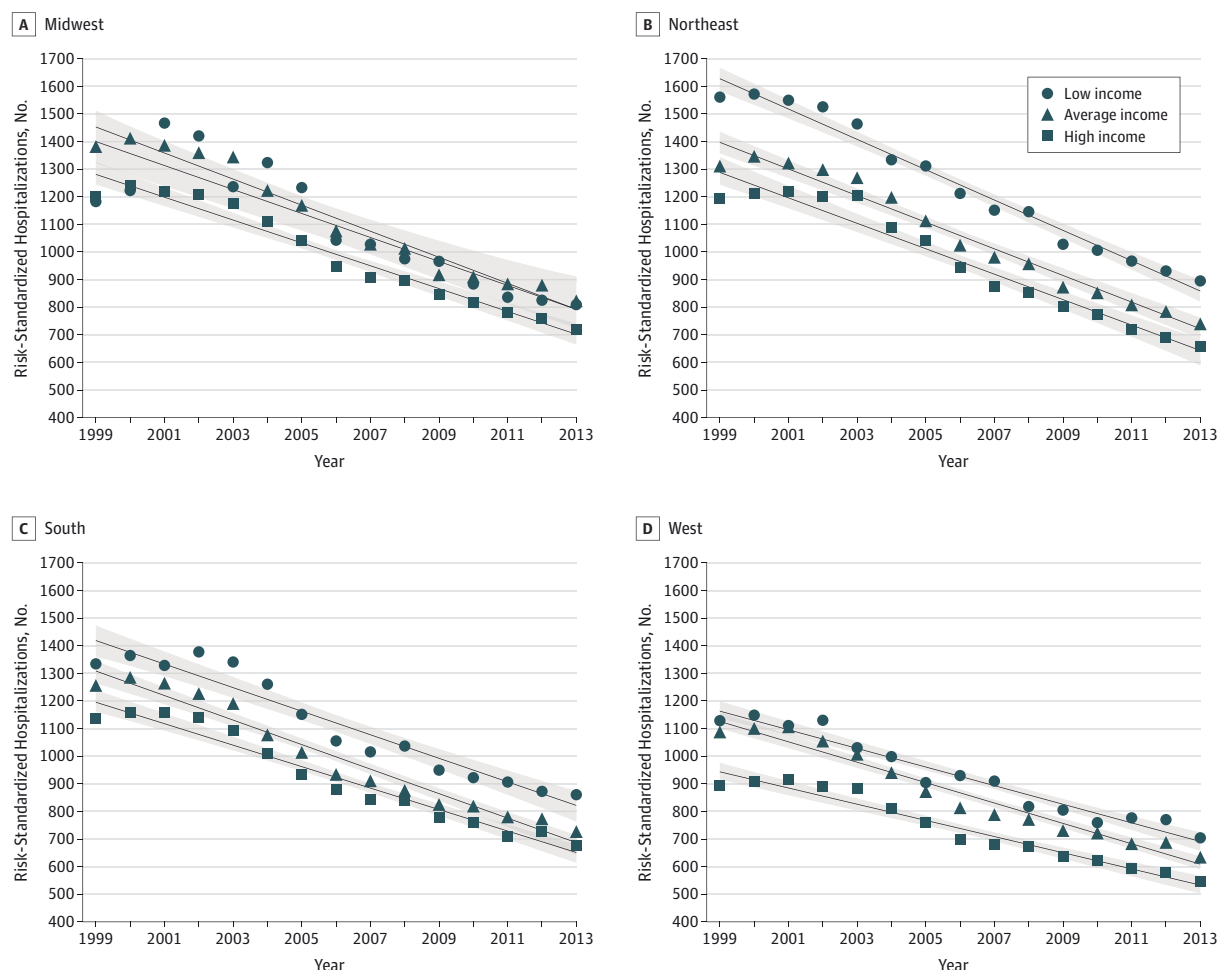 A Midwest
Risk-Standardized Hospitalizations, No.
1700
1600
1500
1400
1300
1200
1100
1000
900
800
700
600
500
400
1999 2001 2003 2005 2007 2009 2011 2013
Year
B Northeast
Risk-Standardized Hospitalizations, No.
1700
1600
1500
1400
1300
1200
1100
1000
900
800
700
600
500
400
Low income
Average income
High income
1999 2001 2003 2005 2007 2009 2011 2013
Year
C South
Risk-Standardized Hospitalizations, No.
1700
1600
1500
1400
1300
1200
1100
1000
900
800
700
600
500
400
1999 2001 2003 2005 2007 2009 2011 2013
Year
D West
Risk-Standardized Hospitalizations, No.
1700
1600
1500
1400
1300
1200
1100
1000
900
800
700
600
500
400
1999 2001 2003 2005 2007 2009 2011 2013
Year